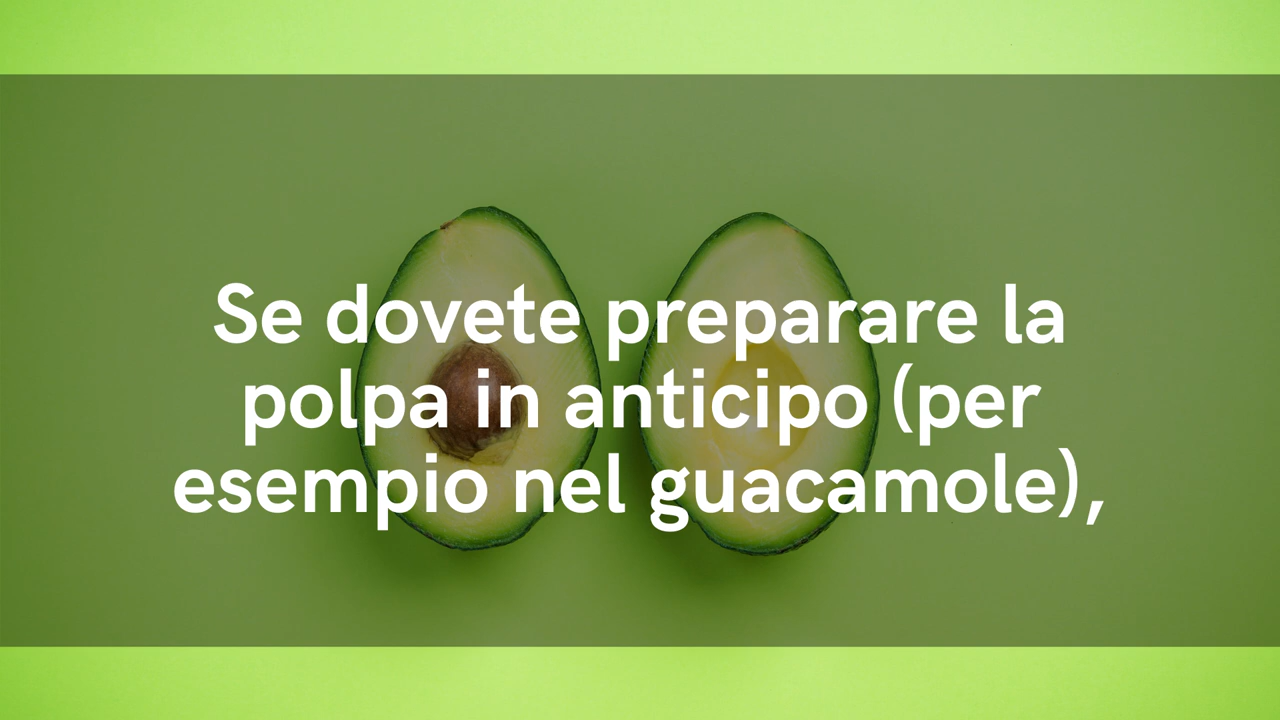 Se dovete preparare la
polpa in anticipo (per
esempio nel guacamole),